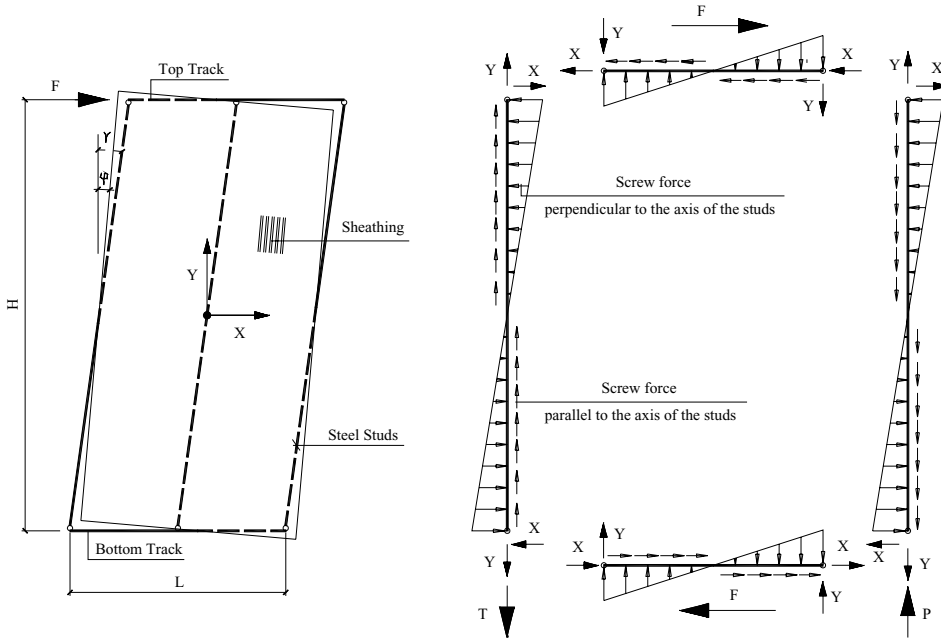 F
Top Track
γ
φ
Sheathing
Y
X
H
Steel Studs
Bottom Track
L
Y
X
F
X
X
Y
Y
X
Y
Screw force
perpendicular to the axis of the studs
Screw force
parallel to the axis of the studs
X
Y
T
Y
X
X
Y
F
X
X
Y
P